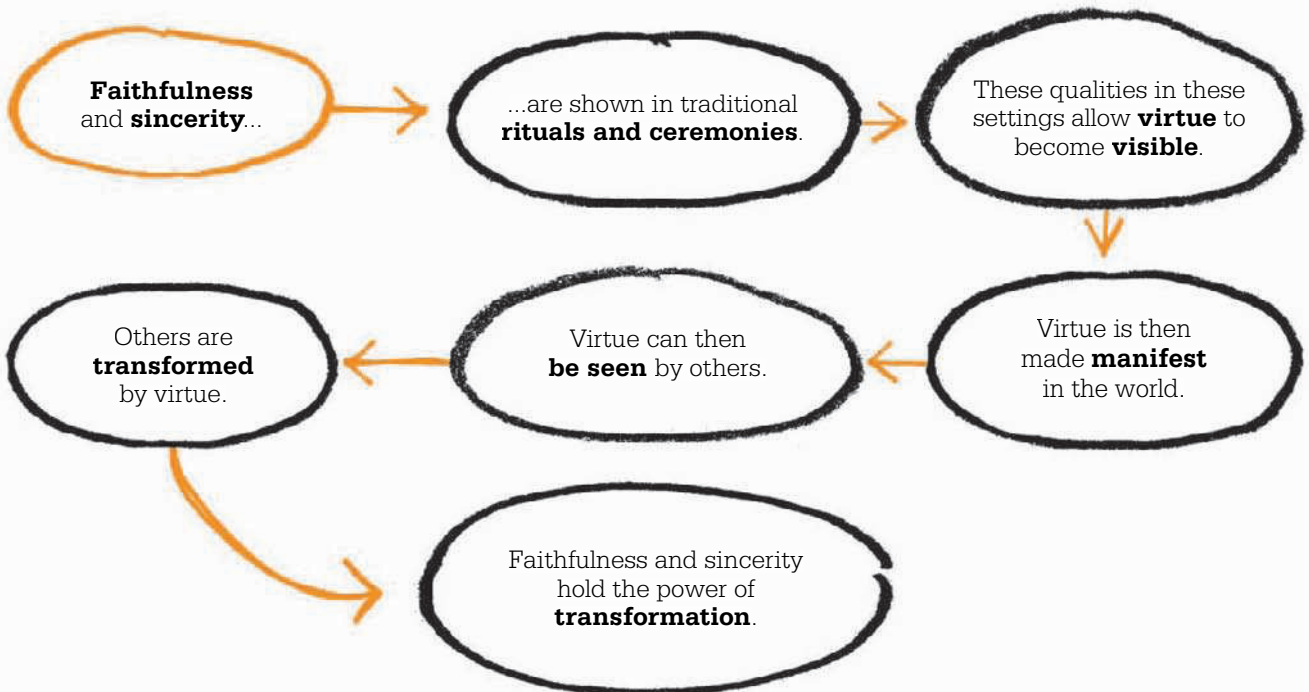 Faithfulness
and sincerity...
...are shown in traditional
rituals and ceremonies.
These qualities in these
settings allow virtue to
become visible.
Virtue is then
made manifest
in the world.
Virtue can then
be seen by others.
Others are
transformed
by virtue.
Faithfulness and sincerity
hold the power of
transformation.